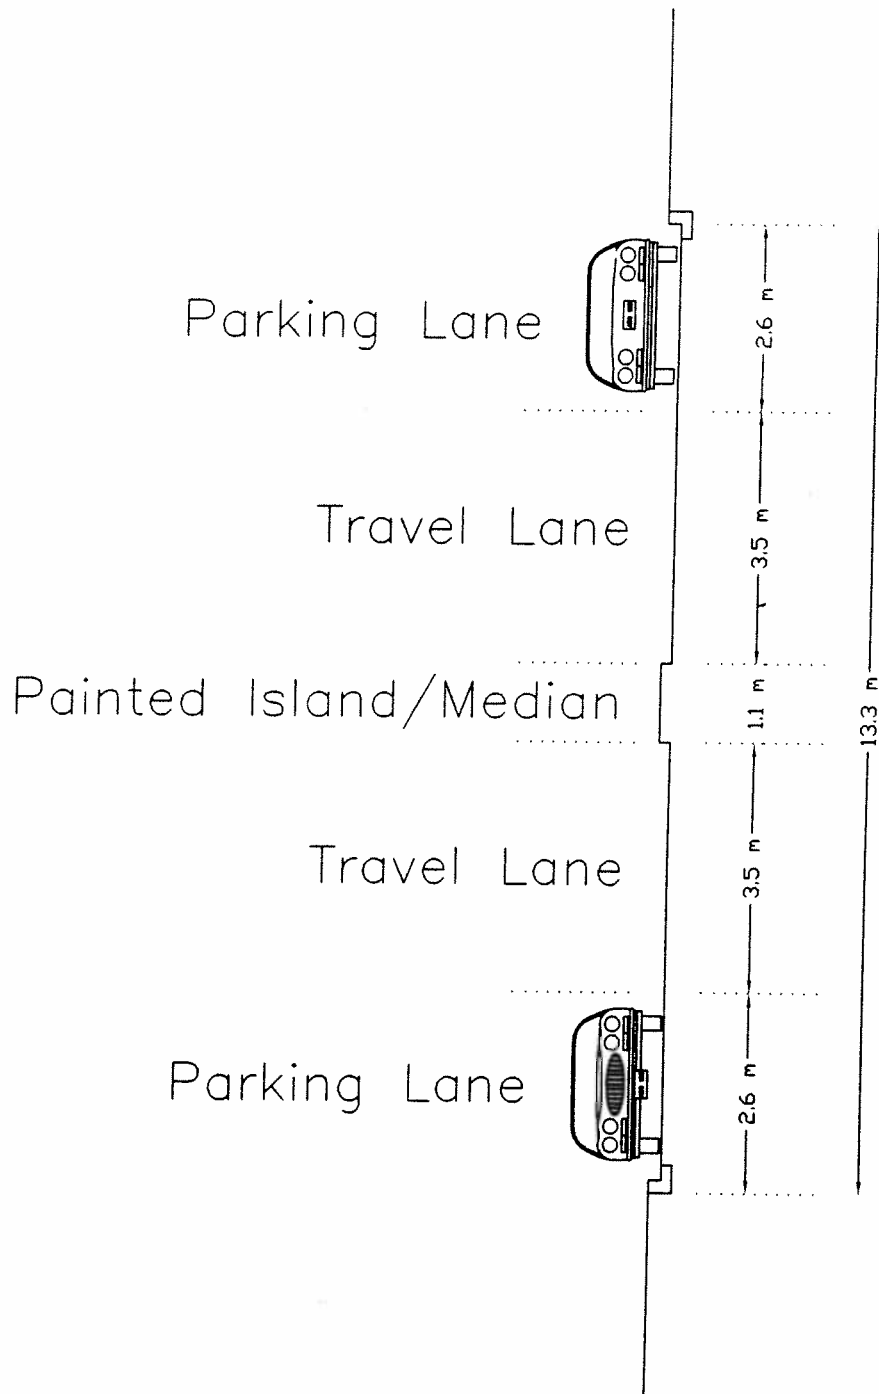 Parking Lane
2.6 m
Travel Lane
3.5 m
Painted Island/Median
1.1 m
13.3 m
Travel Lane
3.5 m
Parking Lane
2.6 m